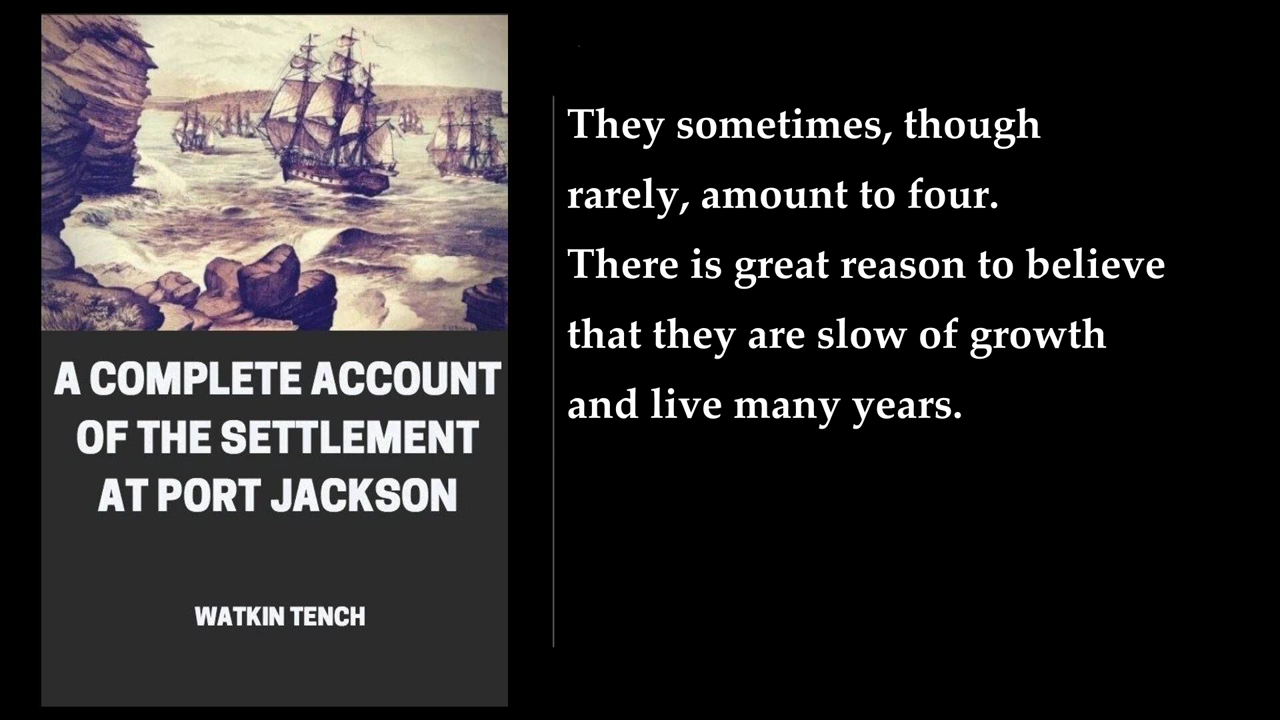 A COMPLETE ACCOUNT
OF THE SETTLEMENT
AT PORT JACKSON
WATKIN TENCH
They sometimes, though
rarely, amount to four.
There is great reason to believe
that they are slow of growth
and live many years.